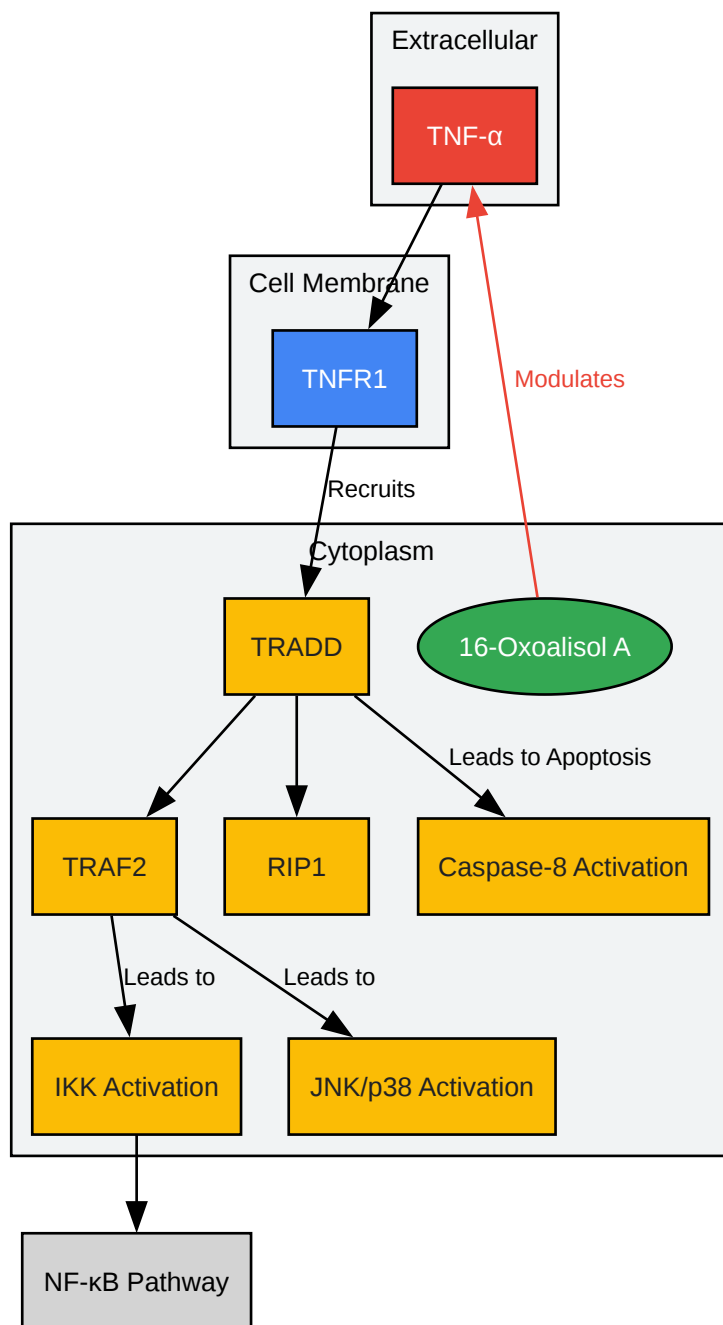 Extracellular
TNF-α
Cell Membrane
TNFR1
Modulates
Recruits
Cytoplasm
TRADD
16-Oxoalisol A
Leads to Apoptosis
TRAF2
RIP1
Caspase-8 Activation
Leads to
Leads to
IKK Activation
JNK/p38 Activation
NF-κB Pathway